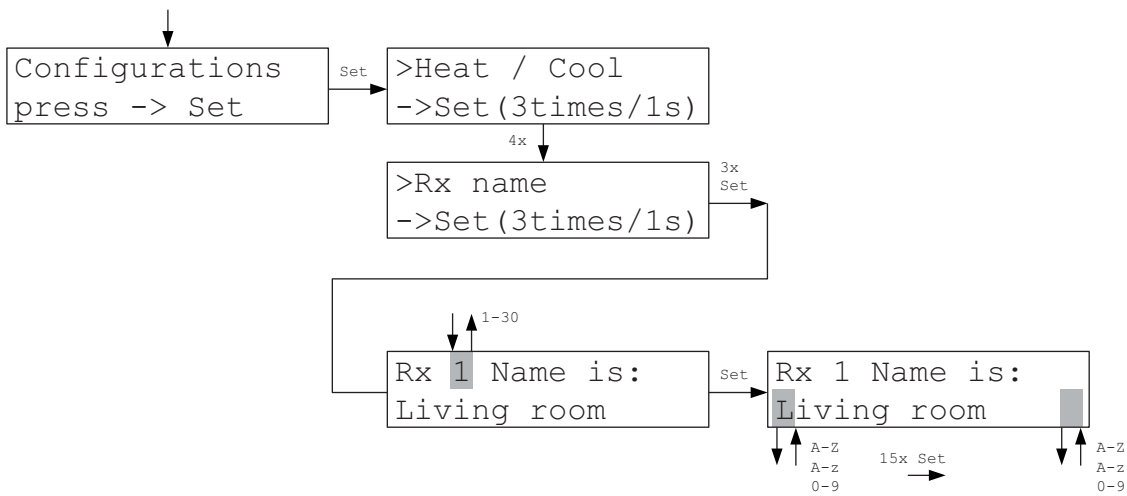 Configurations
press -> Set
Set
>Heat / Cool
->Set(3times/1s)
4x
>Rx name
->Set(3times/1s)
3x
Set
1-30
Rx 1 Name is:
Living room
Set
Rx 1 Name is:
Living room
A-Z
A-z
0-9
15x Set
A-Z
A-z
0-9